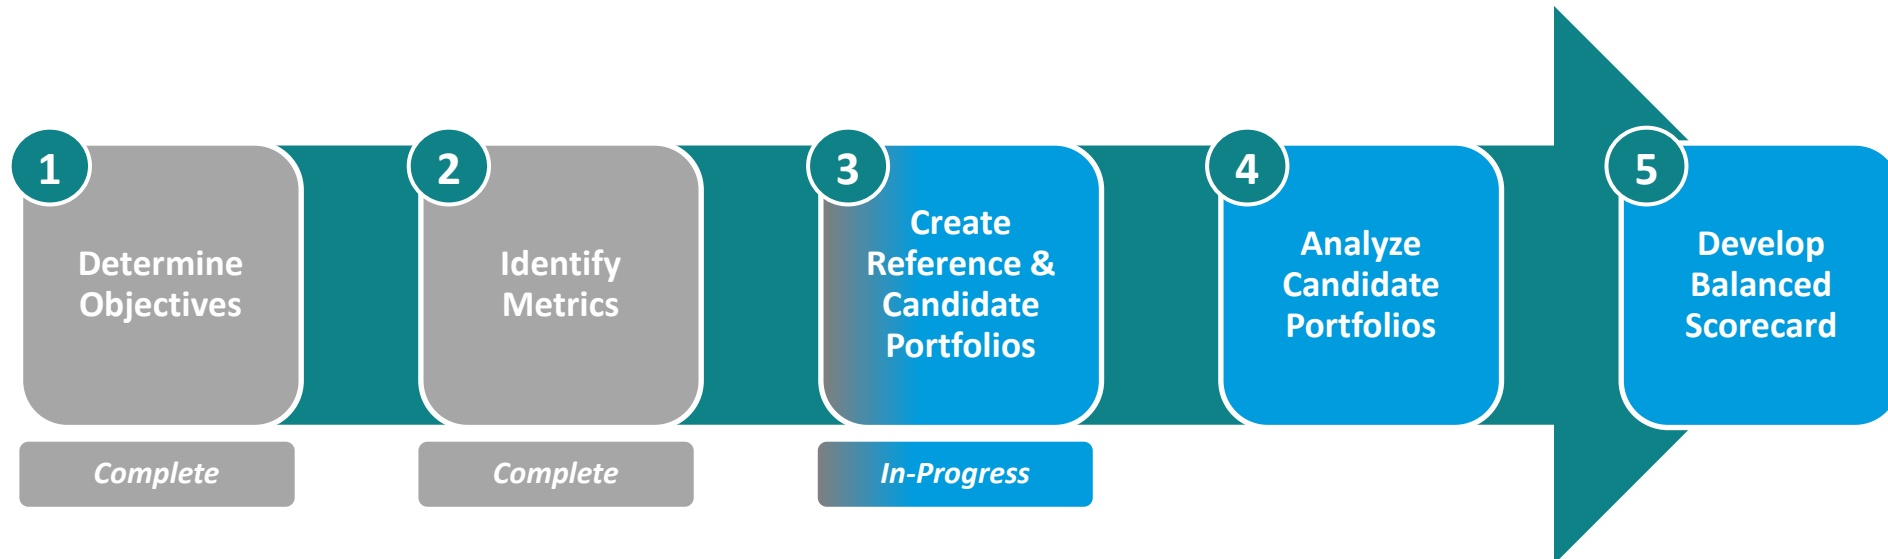 1
Determine
Objectives
Complete
2
Identify
Metrics
Complete
3
Create
Reference &
Candidate
Portfolios
In-Progress
4
Analyze
Candidate
Portfolios
5
Develop
Balanced
Scorecard